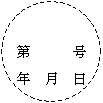 第　　号
年　月　日